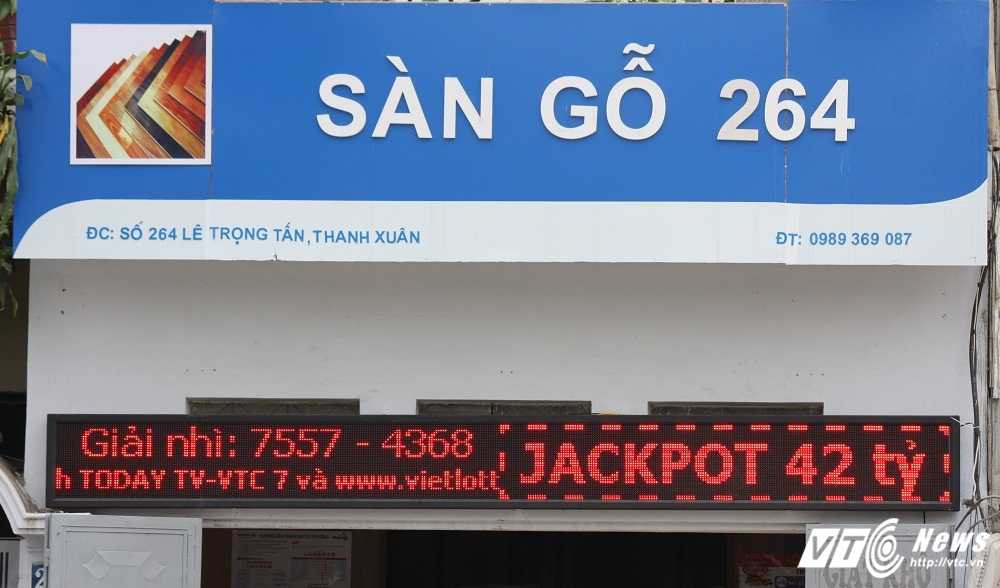 SÀN GỖ 264
ĐC: SỐ 264 LÊ TRỌNG TẤN, THANH XUÂN
ĐT: 0989 369 087
Giải nhì: 7557 - 4368
h TODAY TV-VTC 7 và www.vietlott
JACKPOT 42 tỷ
VTC News
http://vtc.vn